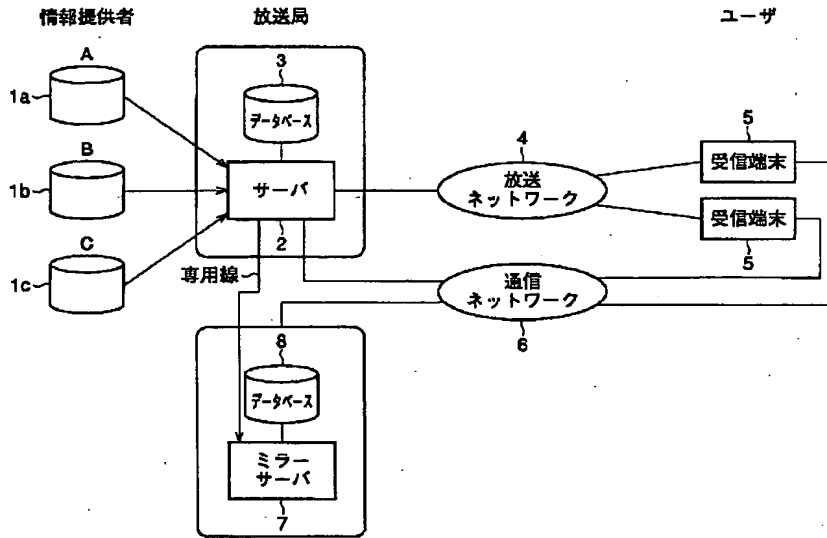 情報提供者
放送局
ユーザ
A
1a
B
1b
C
1c
3
データベース
サーバ
2
専用線
4
放送
ネットワーク
5
受信端末
受信端末
5
通信
ネットワーク
6
8
データベース
ミラー
サーバ
7